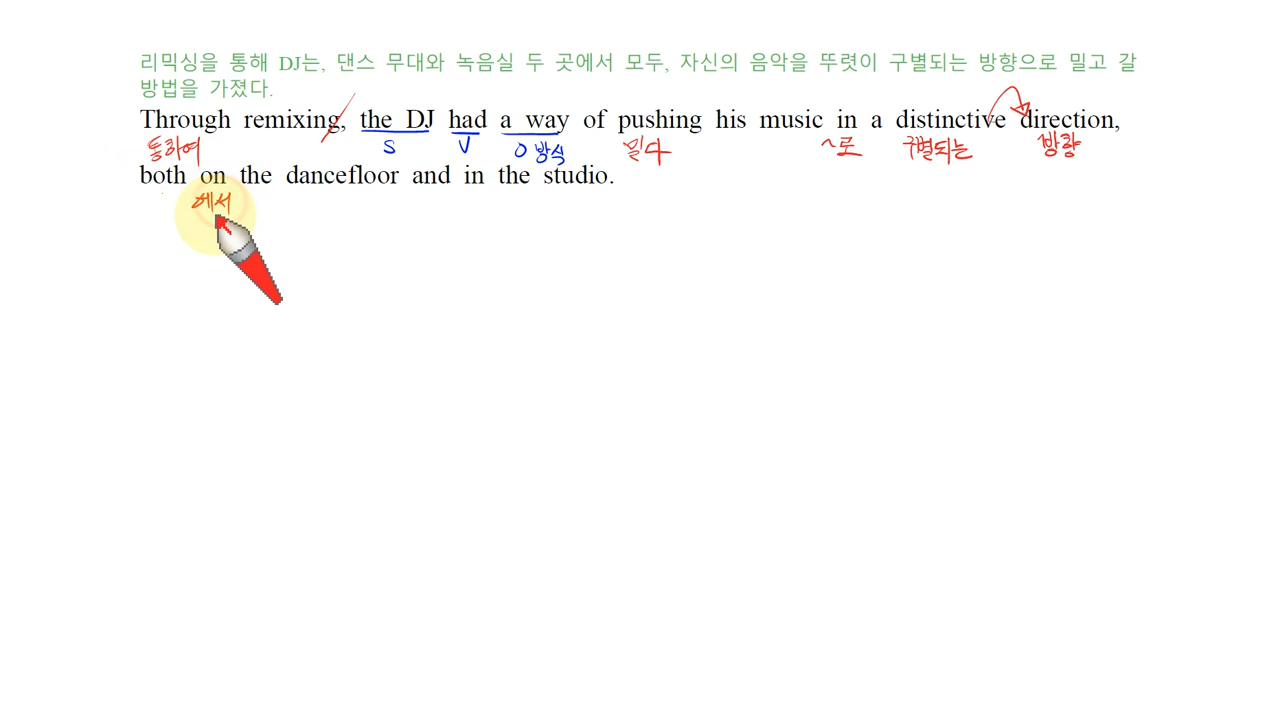 리믹싱을 통해 DJ는, 댄스 무대와 녹음실 두 곳에서 모두, 자신의 음악을 뚜렷이 구별되는 방향으로 밀고 갈
방법을 가졌다.
Through remixing, the DJ had a way of pushing his music in a distinctive direction,
통하여 S V O 방식 밀다 ~로 구별되는 방향
both on the dancefloor and in the studio.
에서